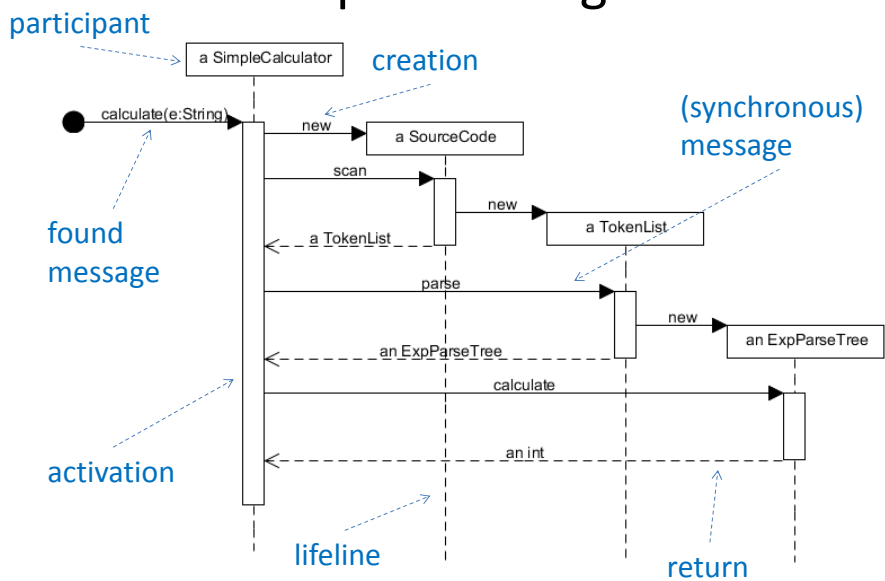 participant
a SimpleCalculator
creation
calculate(e:String)
new
a SourceCode
(synchronous)
message
scan
new
a TokenList
found
message
a TokenList
parse
new
an ExpParseTree
an ExpParseTree
calculate
activation
an int
lifeline
return